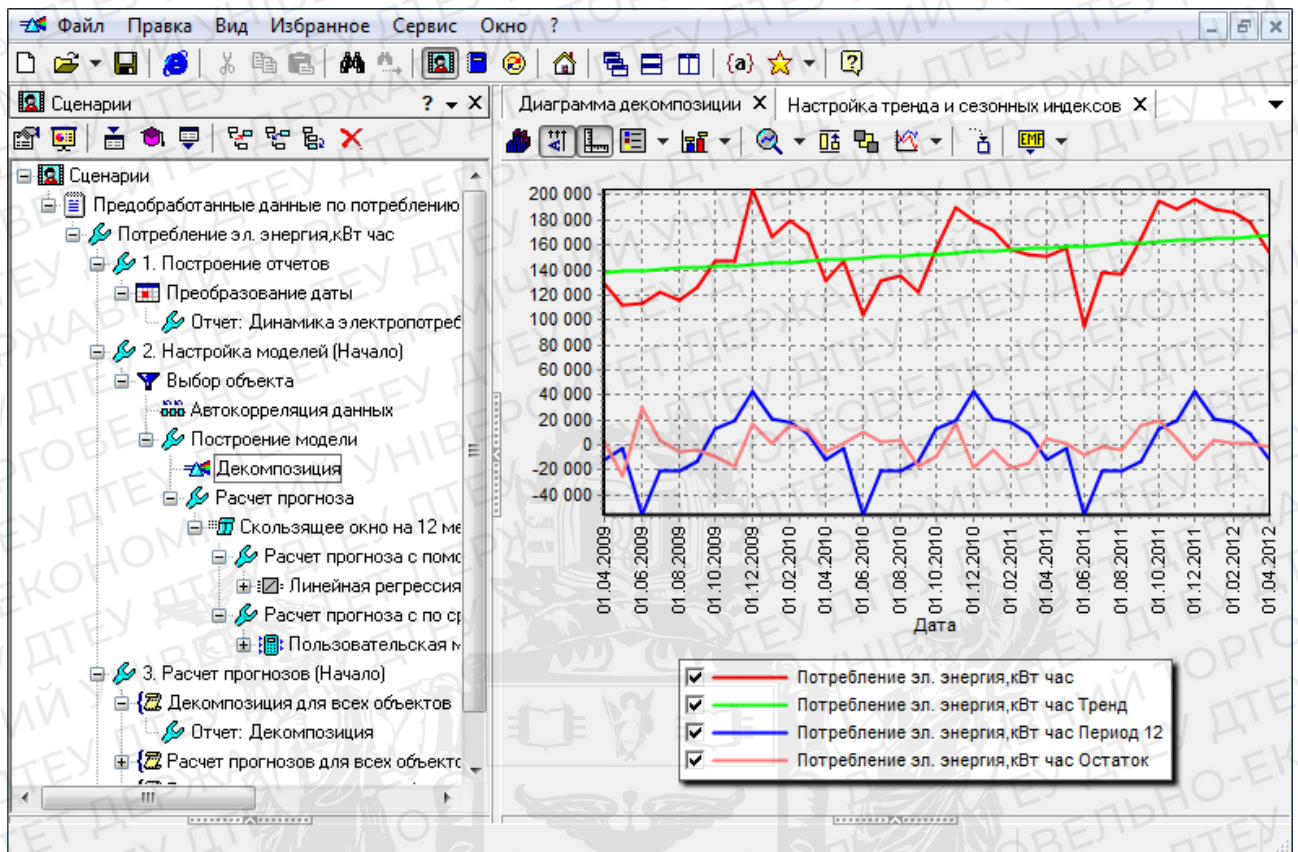 Файл Правка Вид Избранное Сервис Окно ?
{a}
Сценарии ? X
Диаграмма декомпозиции X Настройка тренда и сезонных индексов X
EMF
Сценарии
Предобработанные данные по потреблению
Потребление эл. энергия,кВт час
1. Построение отчетов
Преобразование даты
Отчет: Динамика электропотреб
2. Настройка моделей (Начало)
Выбор объекта
Автокорреляция данных
Построение модели
Декомпозиция
Расчет прогноза
Скользящее окно на 12 ме
Расчет прогноза с помо
Линейная регрессия
Расчет прогноза с по ср
Пользовательская м
3. Расчет прогнозов (Начало)
Декомпозиция для всех объектов
Отчет: Декомпозиция
Расчет прогнозов для всех объекто
200 000
180 000
160 000
140 000
120 000
100 000
80 000
60 000
40 000
20 000
0
-20 000
-40 000
01.04.2009
01.06.2009
01.08.2009
01.10.2009
01.12.2009
01.02.2010
01.04.2010
01.06.2010
01.08.2010
01.10.2010
01.12.2010
01.02.2011
01.04.2011
01.06.2011
01.08.2011
01.10.2011
01.12.2011
01.02.2012
01.04.2012
Дата
Потребление эл. энергия,кВт час
Потребление эл. энергия,кВт час Тренд
Потребление эл. энергия,кВт час Период 12
Потребление эл. энергия,кВт час Остаток